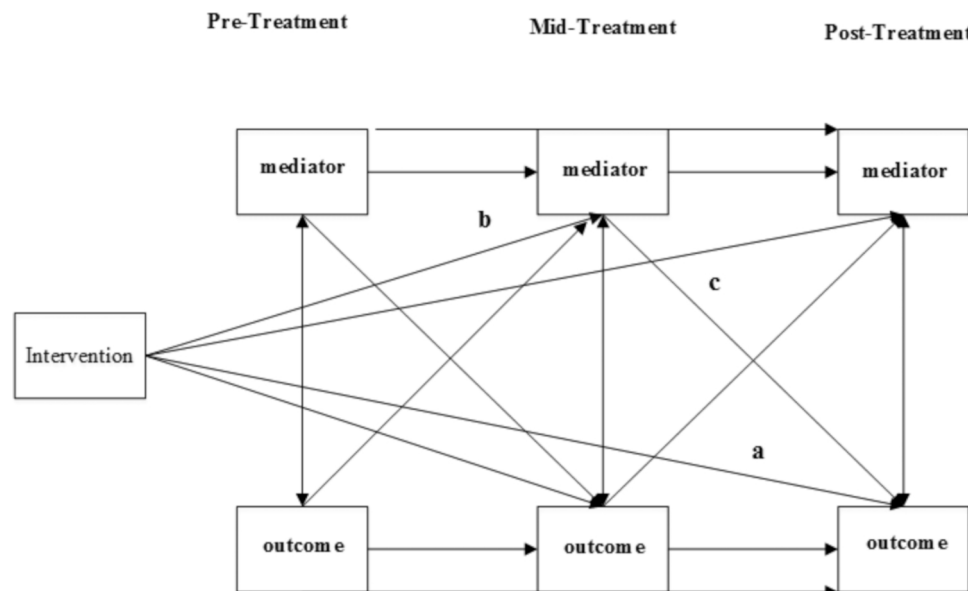 Pre-Treatment
Mid-Treatment
Post-Treatment
mediator
mediator
mediator
b
c
Intervention
a
outcome
outcome
outcome